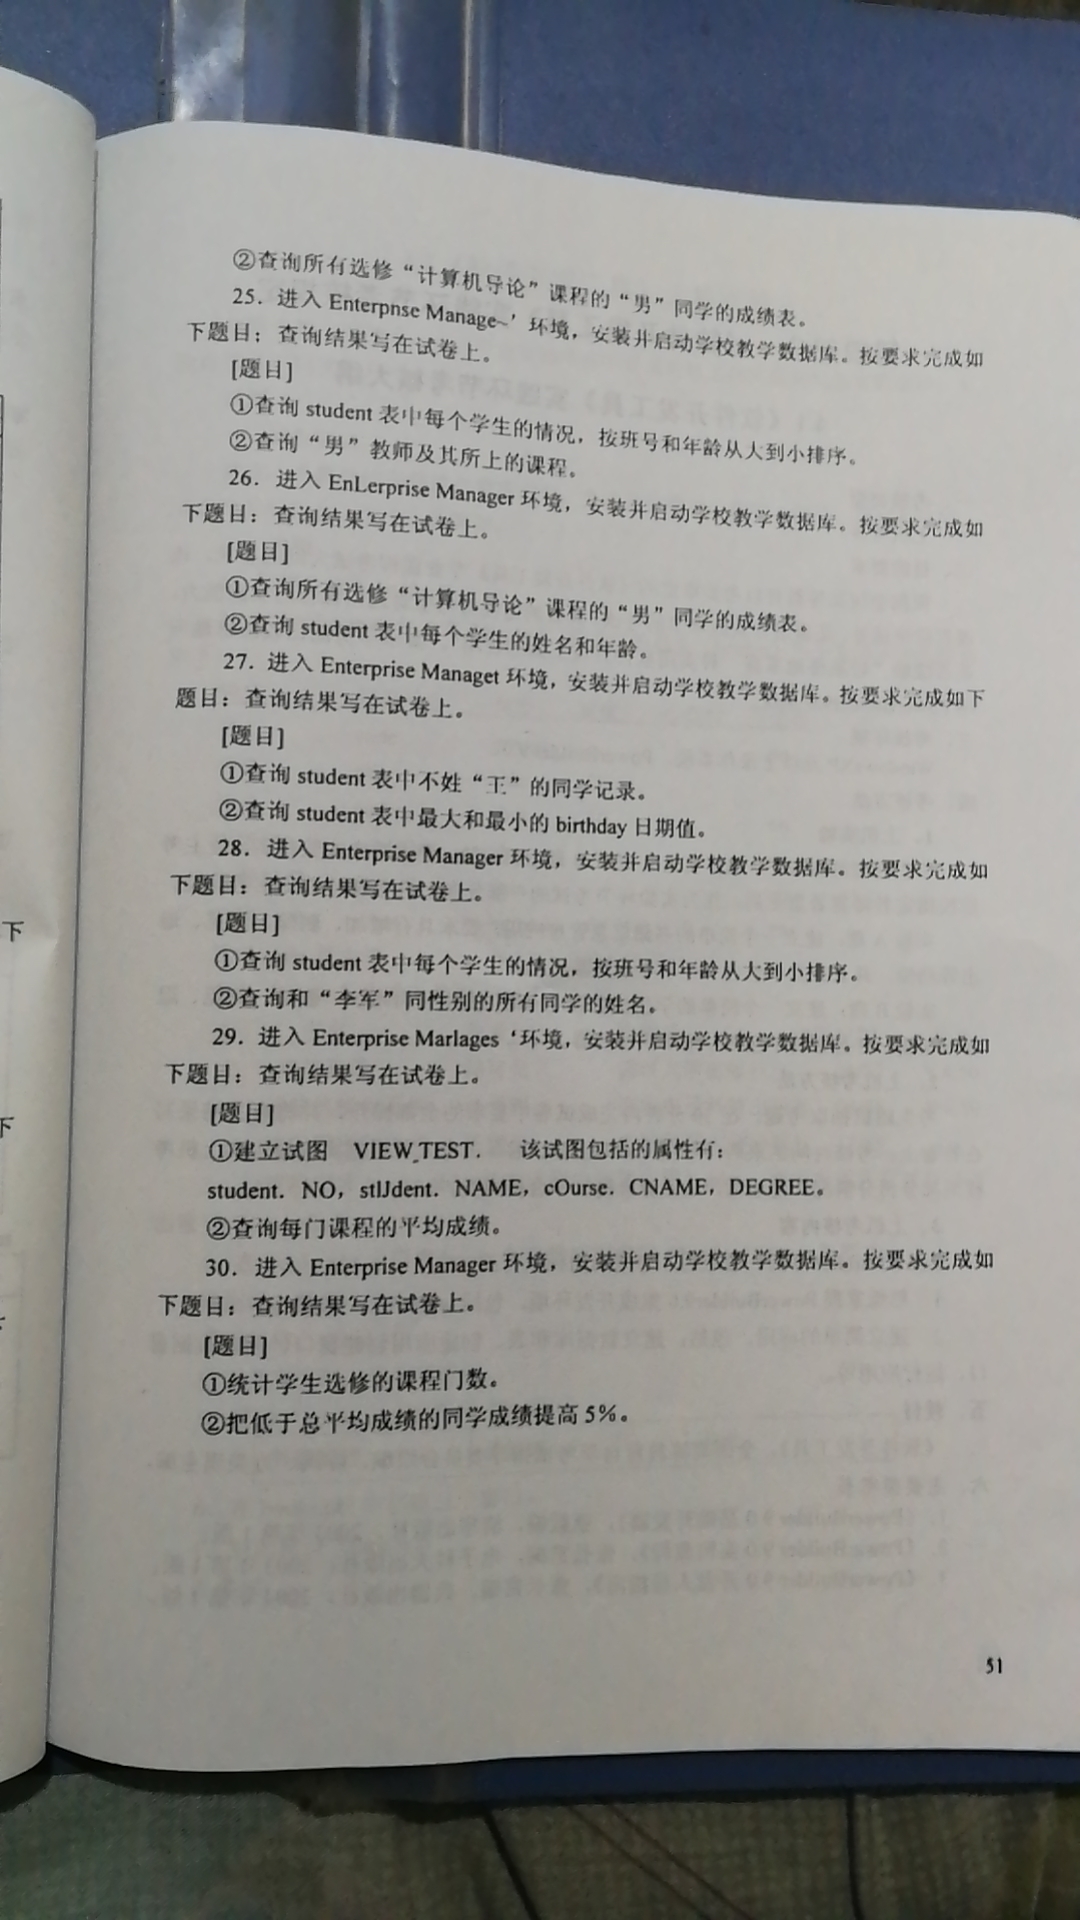 ②查询所有选修“计算机导论”课程的“男”同学的成绩表。
25．进入 Enterpnse Manage~’环境，安装并启动学校教学数据库。按要求完成如
下题目：查询结果写在试卷上。
[题目]
①查询 student 表中每个学生的情况，按班号和年龄从大到小排序。
②查询“男”教师及其所上的课程。
26．进入 EnLerprise Manager 环境，安装并启动学校教学数据库。按要求完成如
下题目：查询结果写在试卷上。
[题目]
①查询所有选修“计算机导论”课程的“男”同学的成绩表。
②查询 student 表中每个学生的姓名和年龄。
27．进入 Enterprise Managet 环境，安装并启动学校教学数据库。按要求完成如下
题目：查询结果写在试卷上。
[题目]
①查询 student 表中不姓“王”的同学记录。
②查询 student 表中最大和最小的 birthday 日期值。
28．进入 Enterprise Manager 环境，安装并启动学校教学数据库。按要求完成如
下题目：查询结果写在试卷上。
[题目]
①查询 student 表中每个学生的情况，按班号和年龄从大到小排序。
②查询和“李军”同性别的所有同学的姓名。
29．进入 Enterprise Marlages ‘环境，安装并启动学校教学数据库。按要求完成如
下题目：查询结果写在试卷上。
[题目]
①建立试图 VIEW_TEST． 该试图包括的属性有：
student．NO，stlJdent．NAME，cOurse．CNAME，DEGREE。
②查询每门课程的平均成绩。
30．进入 Enterprise Manager 环境，安装并启动学校教学数据库。按要求完成如
下题目：查询结果写在试卷上。
[题目]
①统计学生选修的课程门数。
②把低于总平均成绩的同学成绩提高 5%。
51
下
下